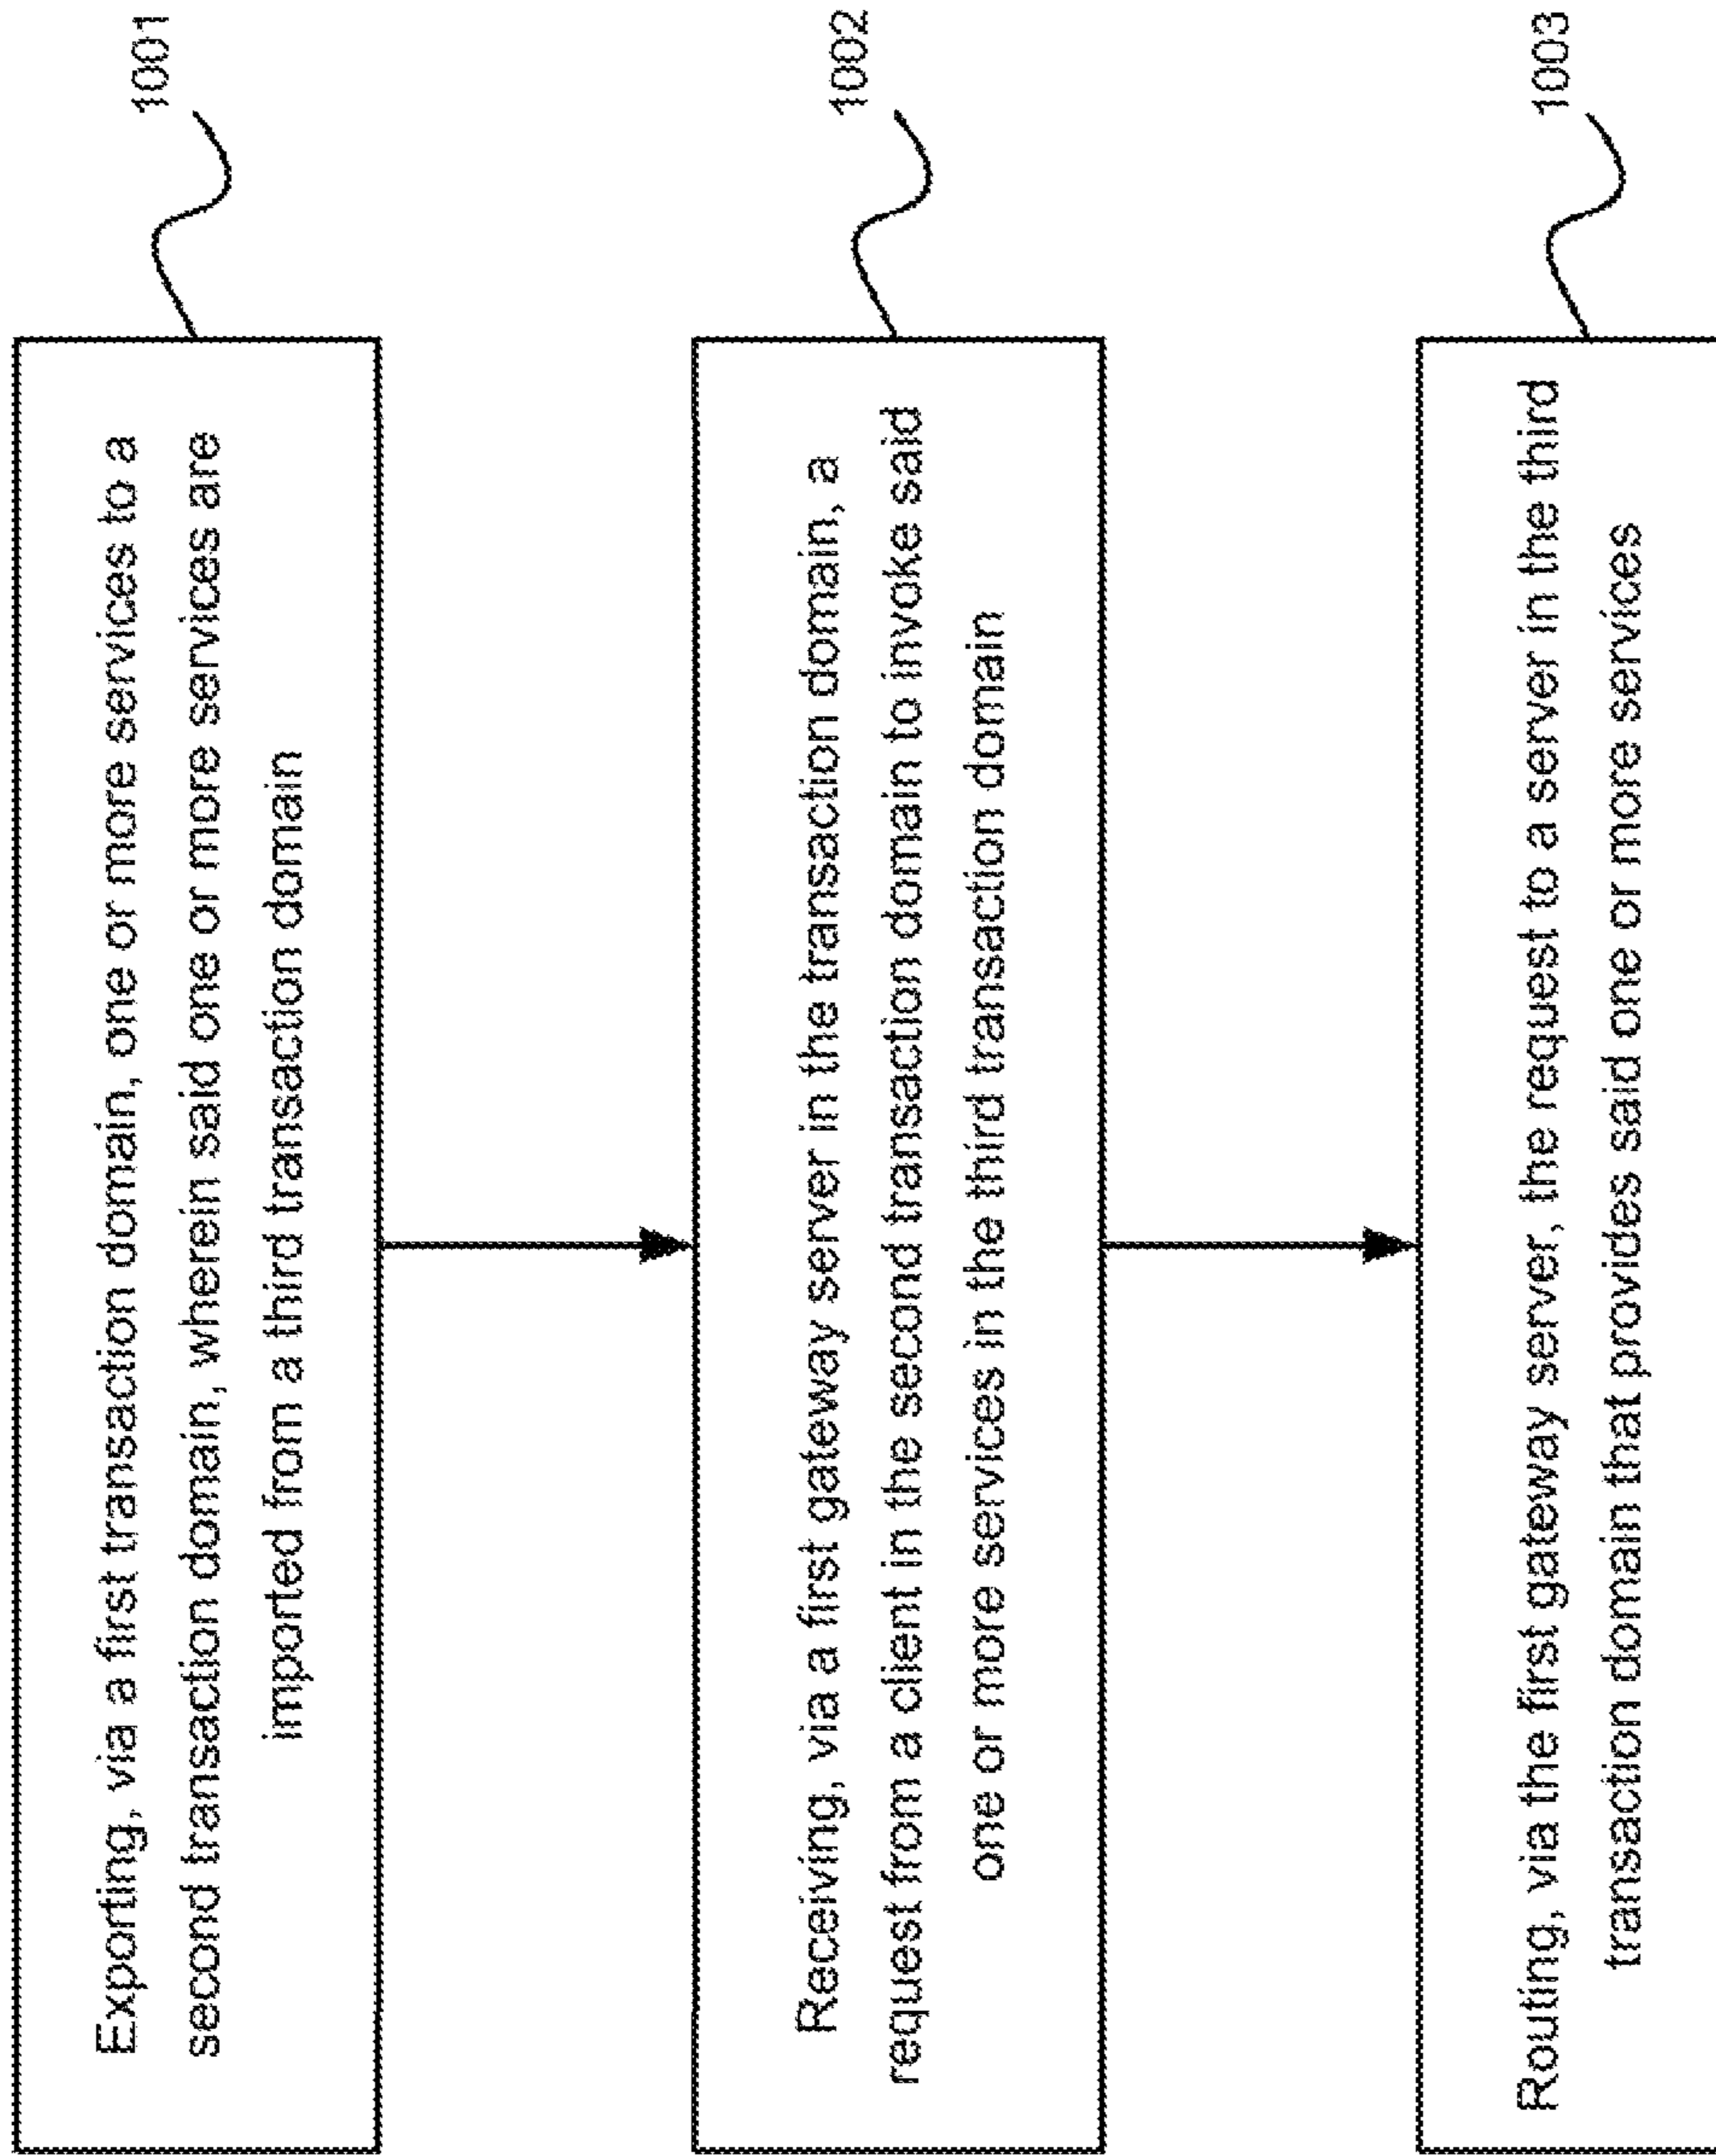 Exporting, via a first transaction domain, one or more services to a
second transaction domain, wherein said one or more services are
imported from a third transaction domain
1001
Receiving, via a first gateway server in the transaction domain, a
request from a client in the second transaction domain to invoke said
one or more services in the third transaction domain
1002
Routing, via the first gateway server, the request to a server in the third
transaction domain that provides said one or more services
1003